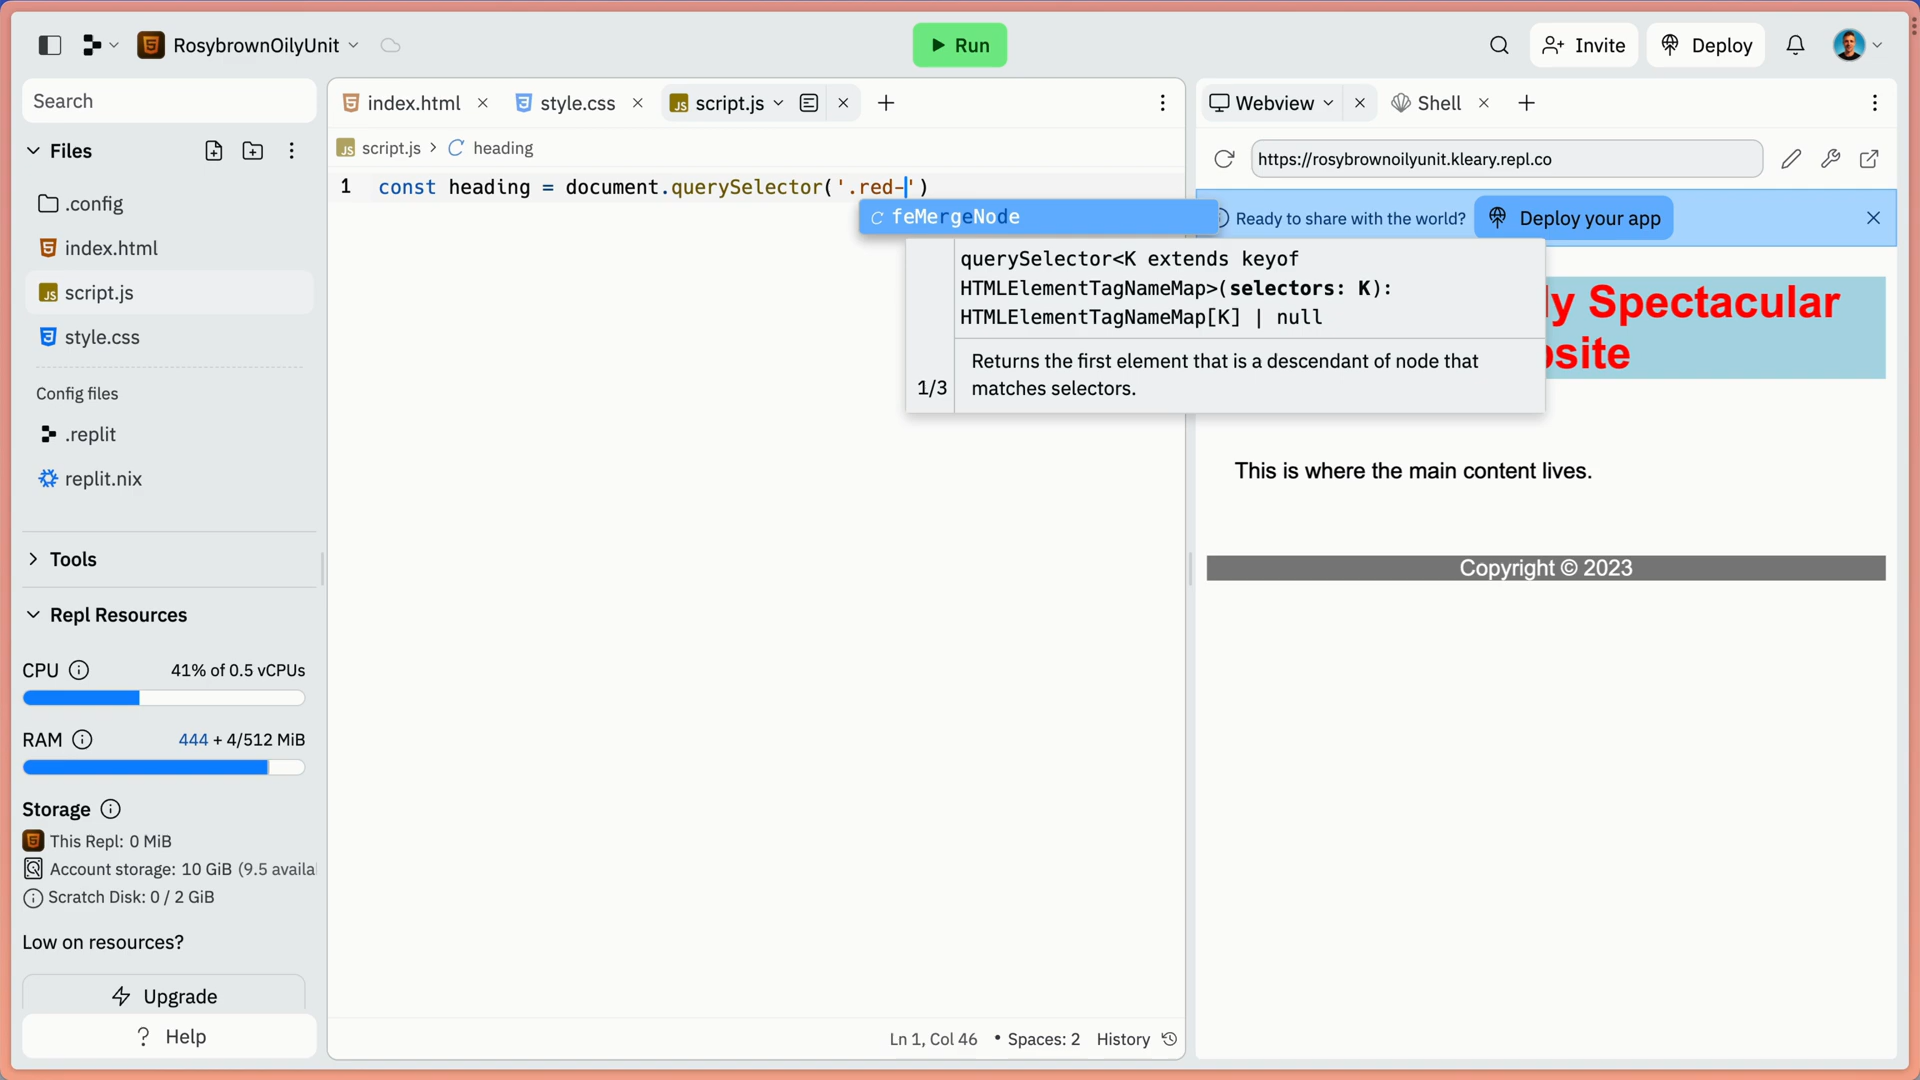 RosybrownOilyUnit
Run
Invite
Deploy
Search
Files
.config
index.html
script.js
style.css
Config files
.replit
replit.nix
Tools
Repl Resources
CPU
41% of 0.5 vCPUs
RAM
444 + 4/512 MiB
Storage
This Repl: 0 MiB
Account storage: 10 GiB (9.5 availa
Scratch Disk: 0 / 2 GiB
Low on resources?
Upgrade
? Help
index.html
style.css
JS script.js
JS script.js > heading
1 const heading = document.querySelector('.red-')
feMergeNode
querySelector<K extends keyof
HTMLElementTagNameMap>(selectors: K):
HTMLElementTagNameMap[K] | null
Returns the first element that is a descendant of node that
1/3 matches selectors.
Ln 1, Col 46 • Spaces: 2 History
Webview
Shell
https://rosybrownoilyunit.kleary.repl.co
Ready to share with the world?
Deploy your app
ly Spectacular
osite
This is where the main content lives.
Copyright © 2023